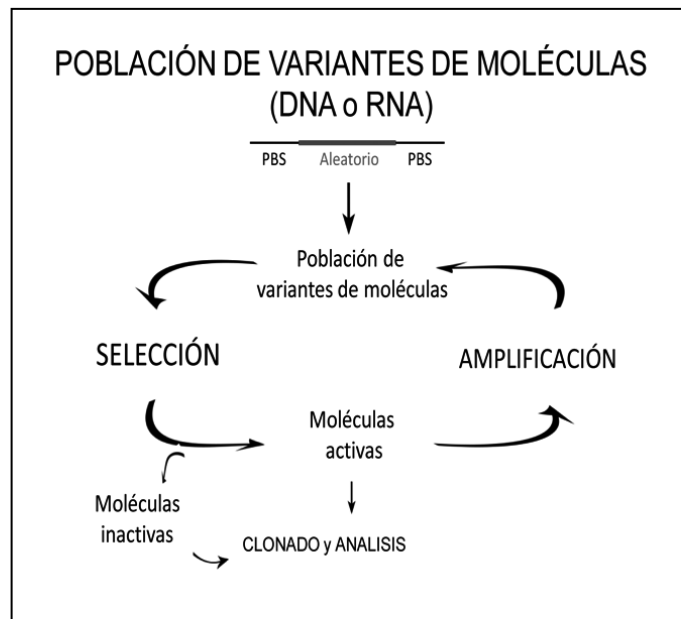 POBLACIÓN DE VARIANTES DE MOLÉCULAS
(DNA o RNA)
PBS Aleatorio PBS
Población de
variantes de moléculas
SELECCIÓN
AMPLIFICACIÓN
Moléculas
activas
Moléculas
inactivas
CLONADO y ANALISIS